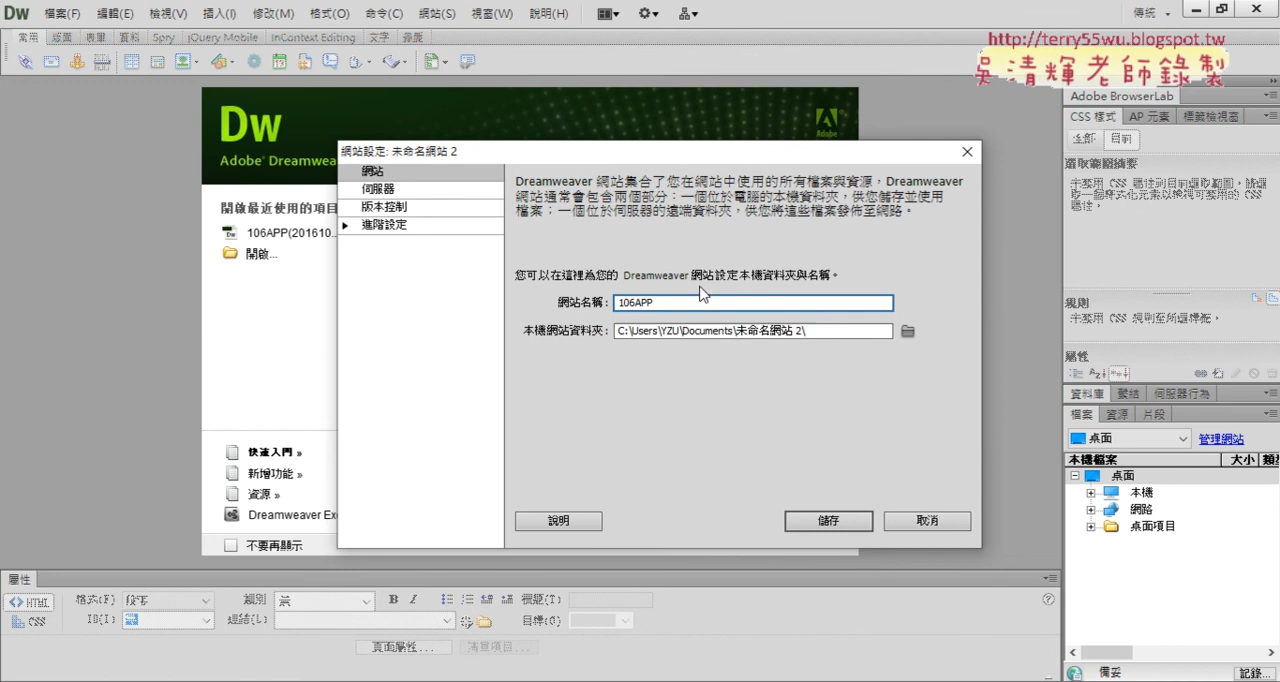 Dw 檔案(F) 編輯(E) 檢視(V) 插入(I) 修改(M) 格式(O) 命令(C) 網站(S) 視窗(W) 說明(H) 傳統
常用 版面 表單 資料 Spry jQuery Mobile InContext Editing 文字 喜愛
http://terry55wu.blogspot.tw
吳清輝老師錄製
Adobe BrowserLab
CSS 樣式 AP 元素 標籤檢視窗
全部 目前
選取範圍摘要
未套用 CSS 規則
屬性
資料庫 繫結 伺服器行為
檔案 資源 片段
桌面 管理網站
本機檔案 大小
桌面
本機
網路
桌面項目
備妥 記錄...
Dw
Adobe® Dreamwea
Adobe
開啟最近使用的項目
106APP(201610...
開啟...
快速入門 »
新增功能 »
資源 »
Dreamweaver Ex
不要再顯示
網站設定: 未命名網站 2
網站
伺服器
版本控制
進階設定
Dreamweaver 網站集合了您在網站中使用的所有檔案與資源，Dreamweaver
網站通常會包含兩個部分：一個位於電腦的本機資料夾，供您儲存並使用
檔案；一個位於伺服器的遠端資料夾，供您將這些檔案發佈至網路。
您可以在這裡為您的 Dreamweaver 網站設定本機資料夾與名稱。
網站名稱： 106APP
本機網站資料夾： C:\Users\YZU\Documents\未命名網站 2\
說明 儲存 取消
屬性
HTML 格式(F) 段落 類別 無 B I 標題(T)
CSS ID(I) 無 連結(L) 目標(G)
頁面屬性... 清單項目...